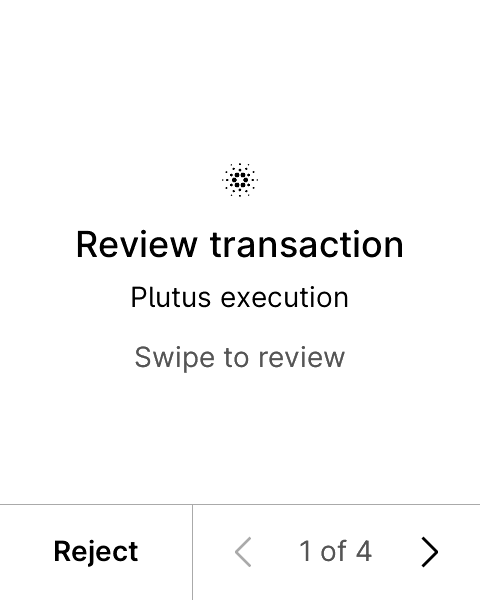 Review transaction
Plutus execution
Swipe to review
Reject
1 of 4